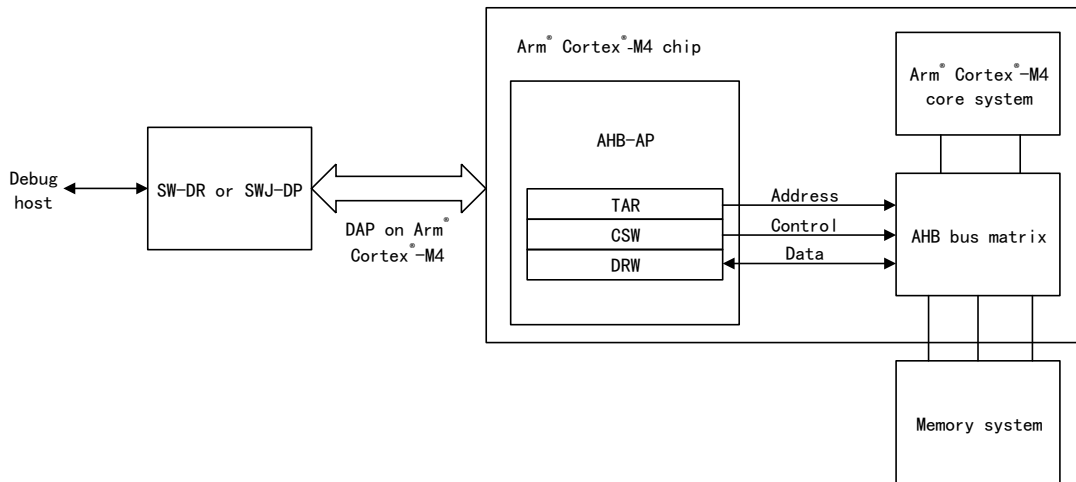 Arm® Cortex®-M4 chip
Arm® Cortex®-M4
core system
AHB-AP
Debug
host
SW-DR or SWJ-DP
DAP on Arm®
Cortex®-M4
TAR
CSW
DRW
Address
Control
Data
AHB bus matrix
Memory system